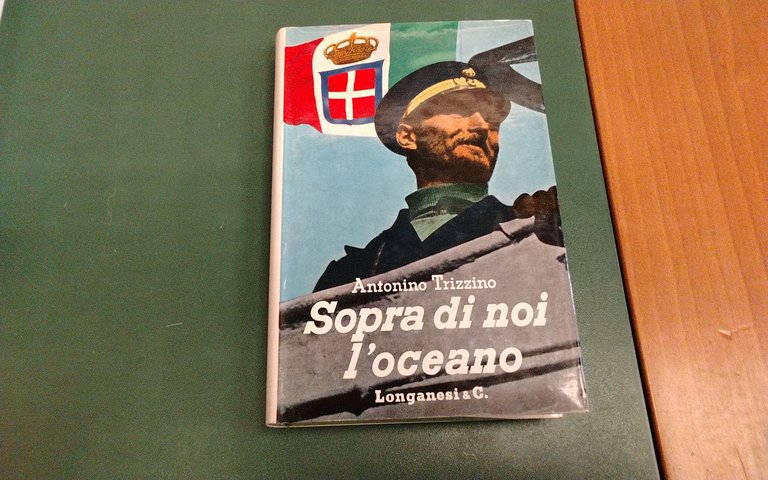 Antonino Trizzino
Sopra di noi
l'oceano
Longanesi & C.